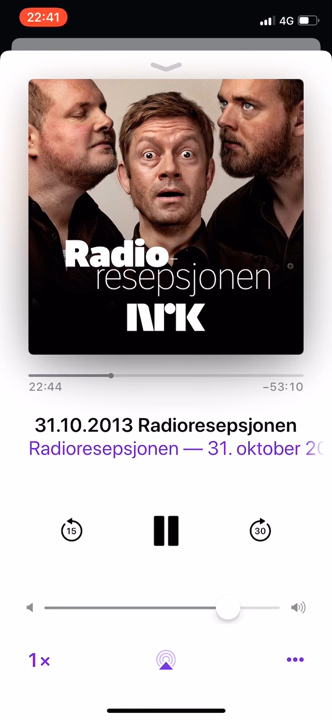 22:41
4G
Radio
resepsjonen
NRK
22:44
−53:10
31.10.2013 Radioresepsjonen
Radioresepsjonen — 31. oktober 20
15
30
1×